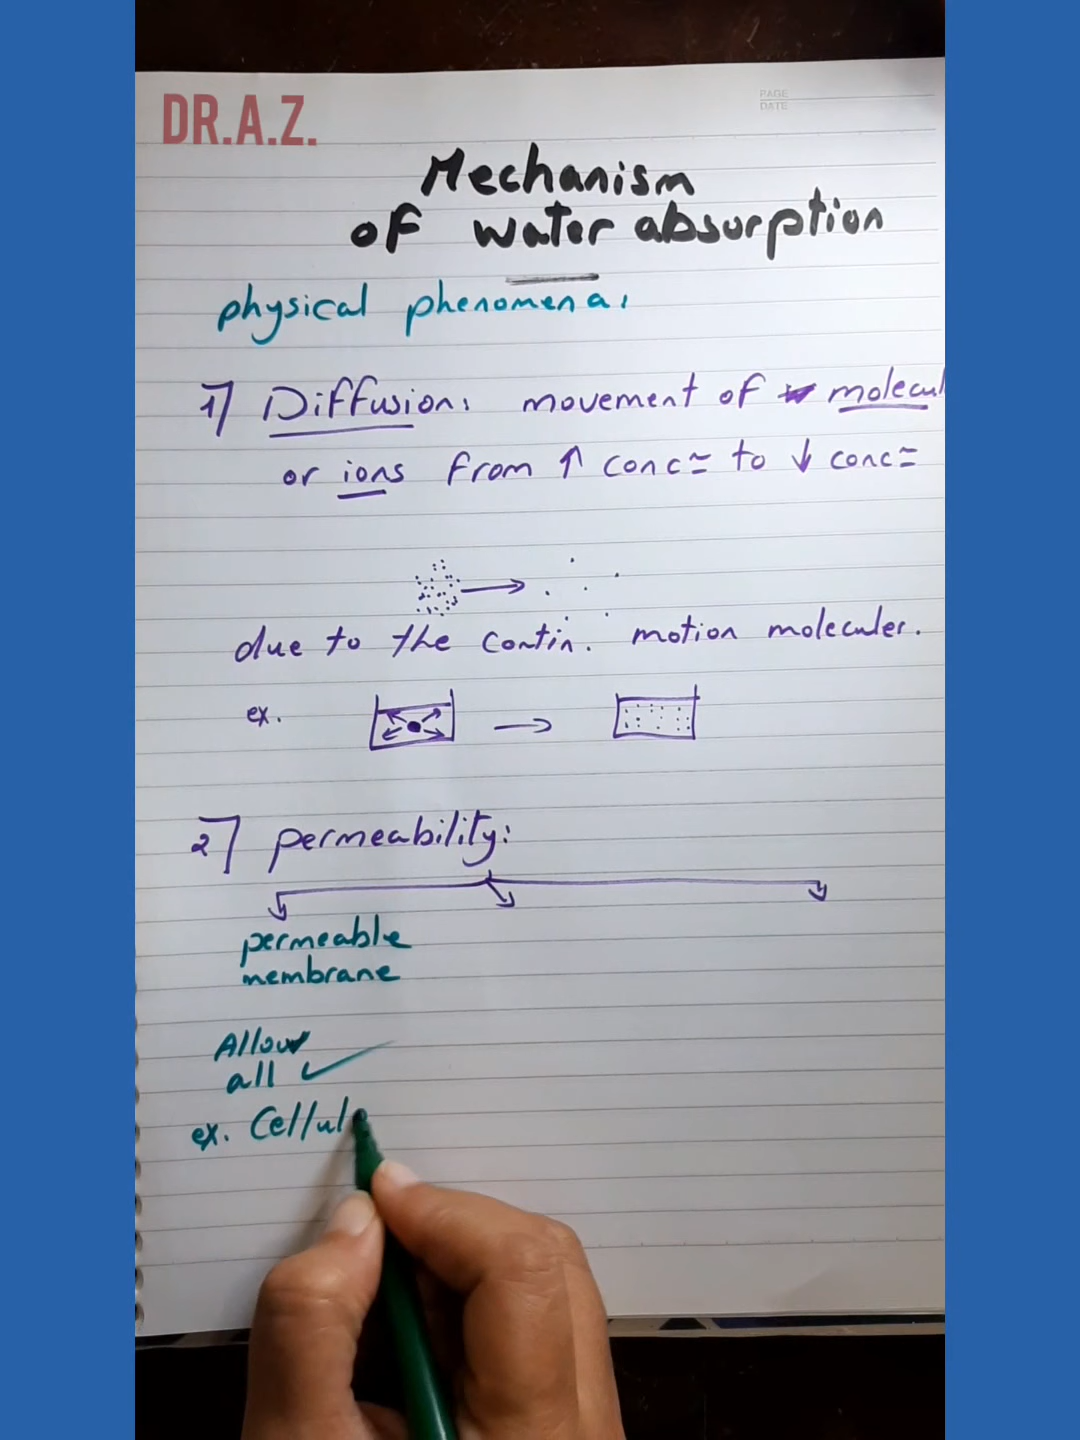 DR.A.Z.
PAGE
DATE
Mechanism
of water absorption
physical phenomena:
1] Diffusion: movement of molecul
or ions from ↑ conc= to ↓ conc=
due to the contin. motion moleculer.
ex.
2] permeability:
permeable
membrane
Allow
all ✓
ex. Cellul